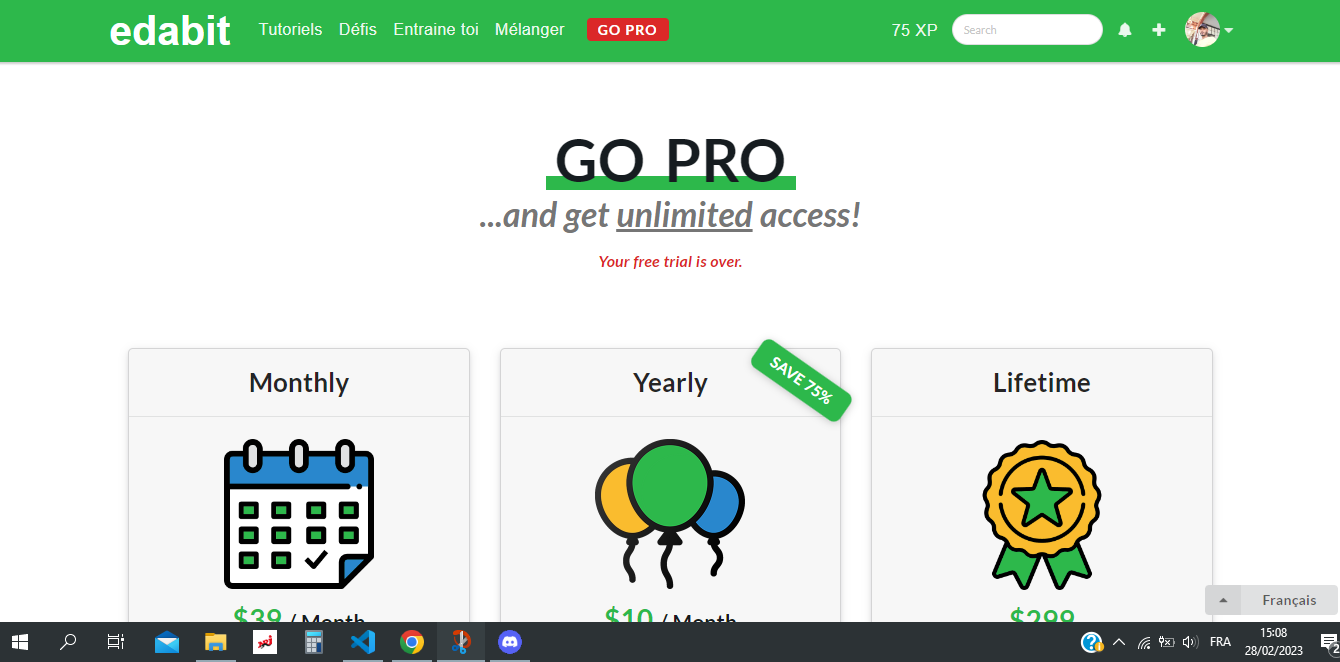 edabit Tutoriels Défis Entraine toi Mélanger GO PRO 75 XP Search
GO PRO
...and get unlimited access!
Your free trial is over.
Monthly Yearly SAVE 75% Lifetime
$39 / Month $10 / Month $299
Français
FRA 15:08
28/02/2023 2